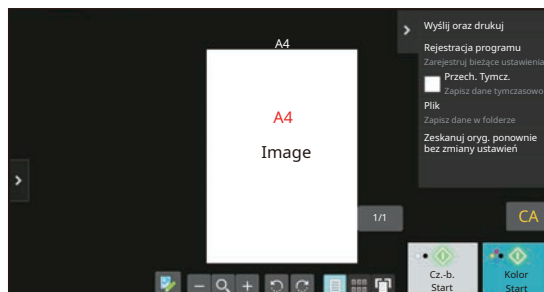 A4
A4
Image
1/1
Wyślij oraz drukuj
Rejestracja programu
Zarejestruj bieżące ustawienia
Przech. Tymcz.
Zapisz dane tymczasowo
Plik
Zapisz dane w folderze
Zeskanuj oryg. ponownie
bez zmiany ustawień
CA
Cz.-b.
Start
Kolor
Start